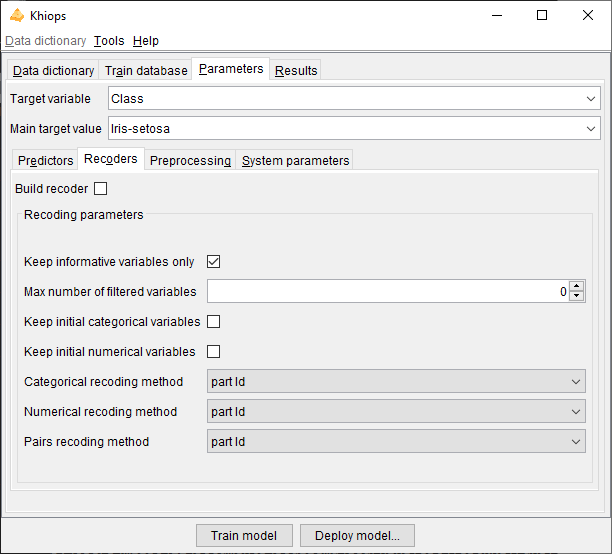 Khiops
Data dictionary Tools Help
Data dictionary Train database Parameters Results
Target variable Class
Main target value Iris-setosa
Predictors Recoders Preprocessing System parameters
Build recoder
Recoding parameters
Keep informative variables only
Max number of filtered variables 0
Keep initial categorical variables
Keep initial numerical variables
Categorical recoding method part Id
Numerical recoding method part Id
Pairs recoding method part Id
Train model Deploy model...